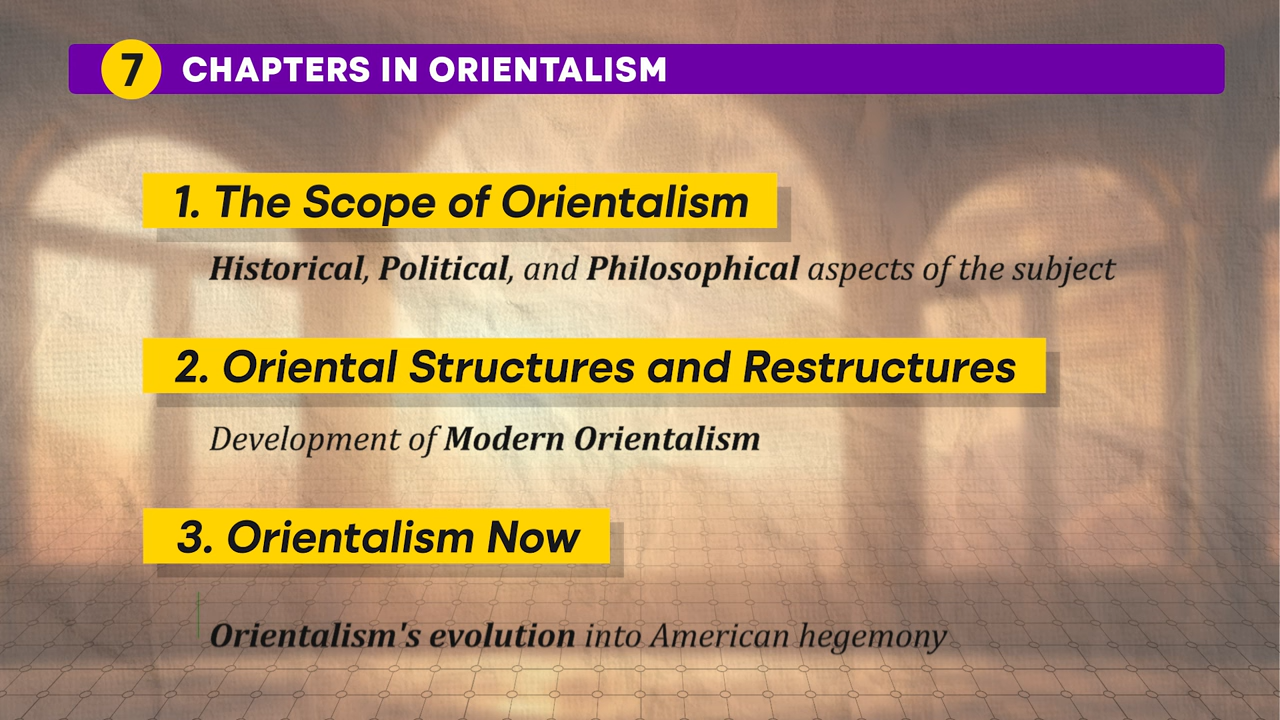 7 CHAPTERS IN ORIENTALISM
1. The Scope of Orientalism
Historical, Political, and Philosophical aspects of the subject
2. Oriental Structures and Restructures
Development of Modern Orientalism
3. Orientalism Now
Orientalism's evolution into American hegemony